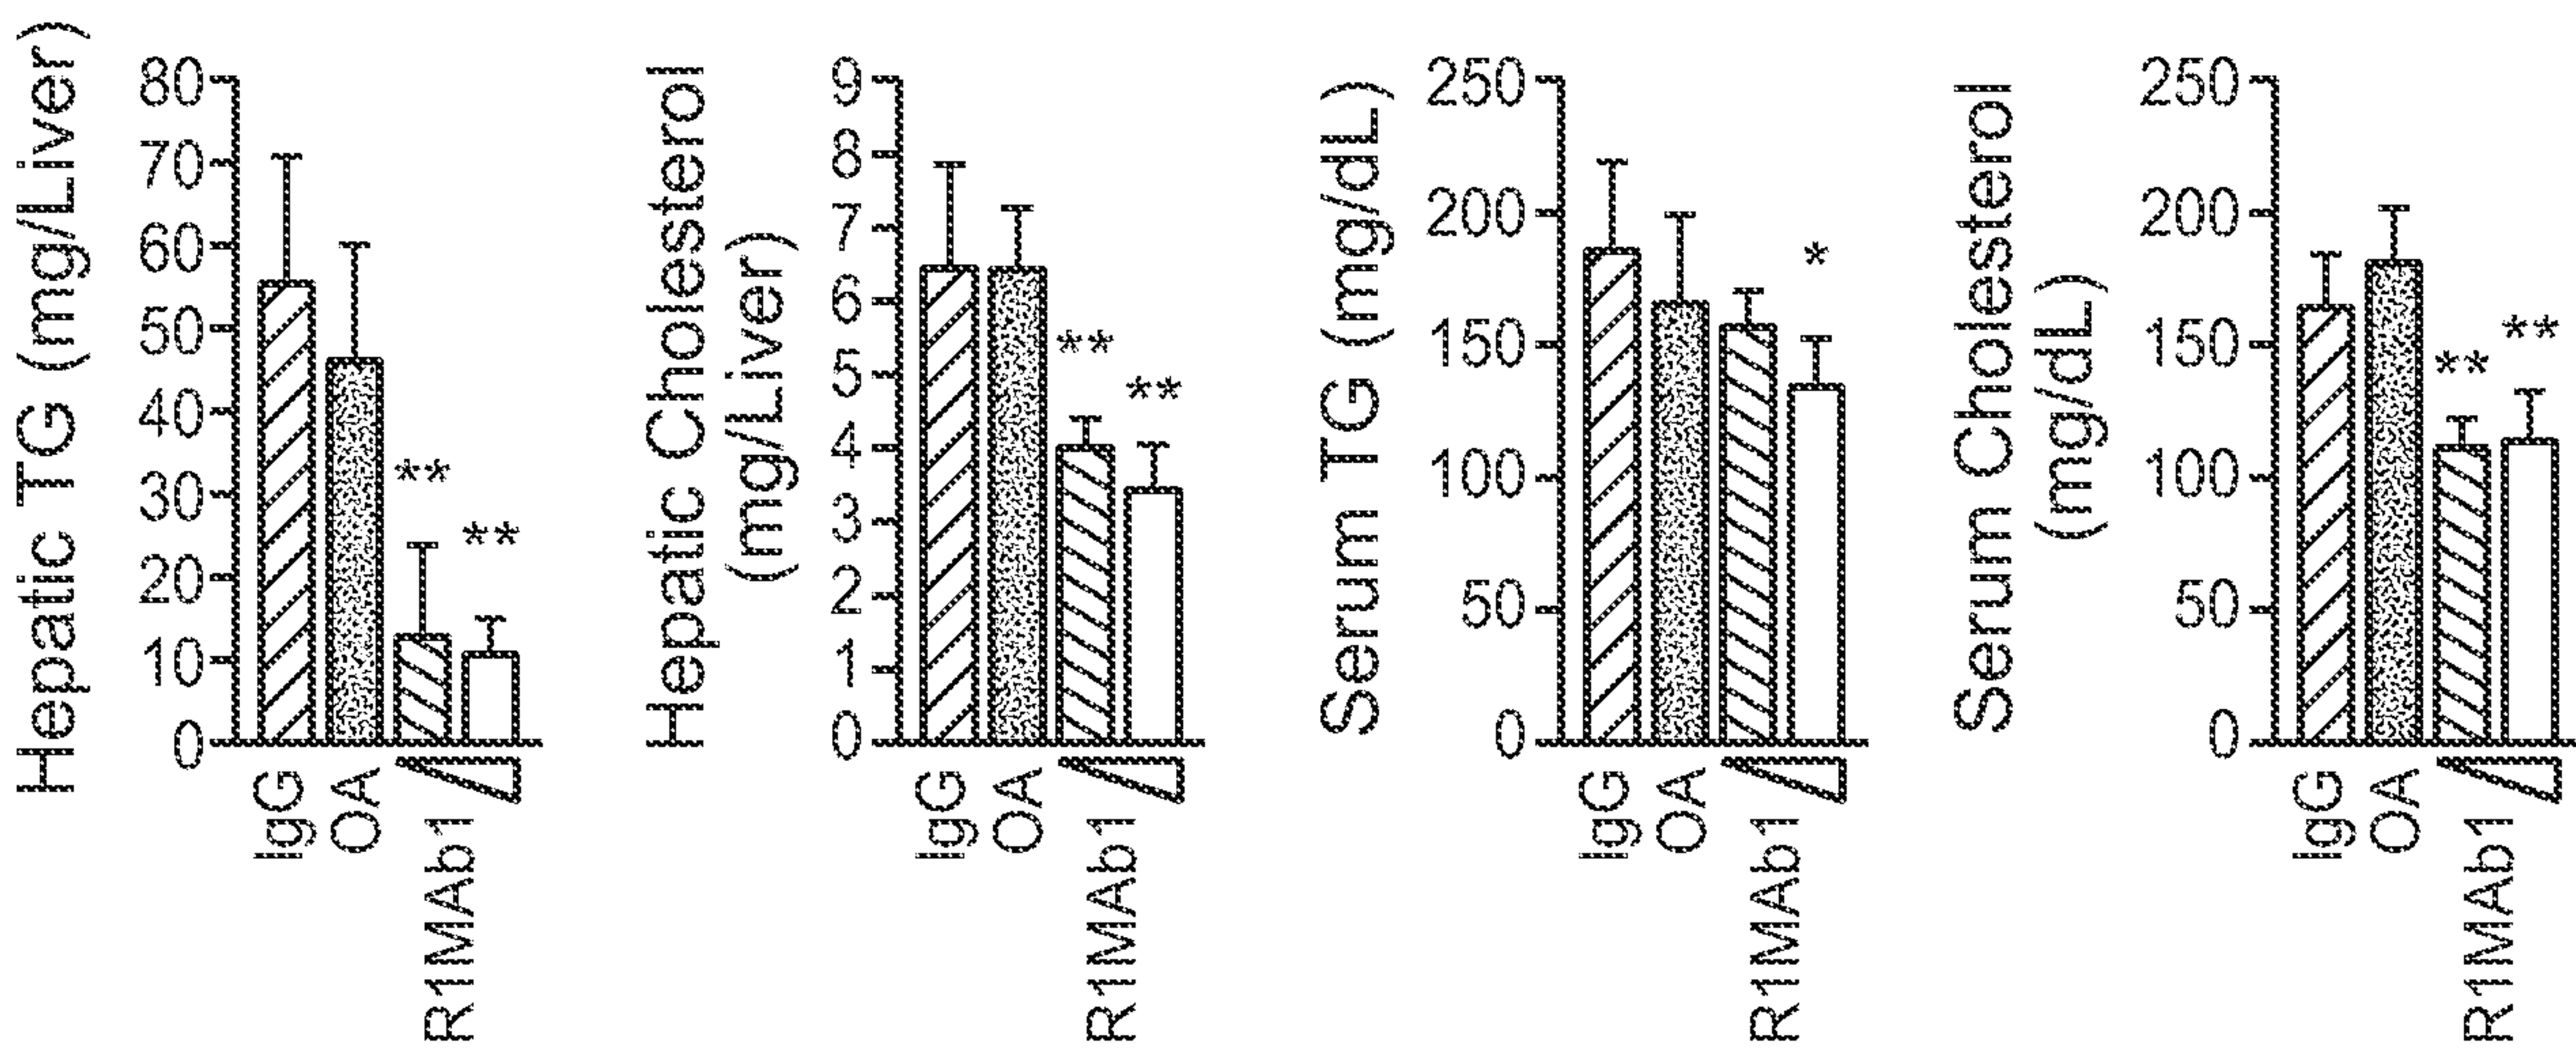 Hepatic TG (mg/Liver)
80
70
60
50
40
30
20
10
0
**
**
IgG
OA
R1MAb1
Hepatic Cholesterol
(mg/Liver)
9
8
7
6
5
4
3
2
1
0
**
**
IgG
OA
R1MAb1
Serum TG (mg/dL)
250
200
150
100
50
0
*
IgG
OA
R1MAb1
Serum Cholesterol
(mg/dL)
250
200
150
100
50
0
**
**
IgG
OA
R1MAb1